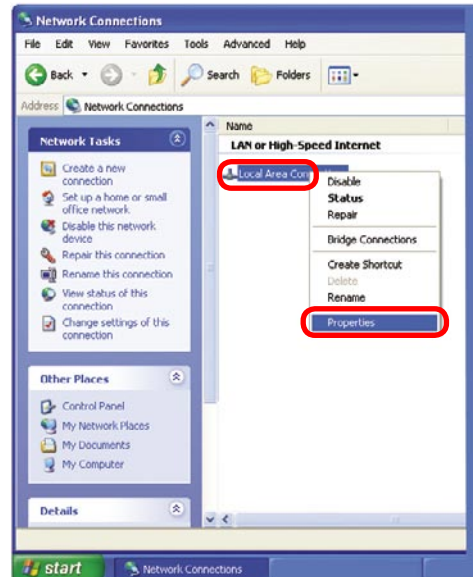 Network Connections
File Edit View Favorites Tools Advanced Help
Back Search Folders
Address Network Connections
Network Tasks
Create a new
connection
Set up a home or small
office network
Disable this network
device
Repair this connection
Rename this connection
View status of this
connection
Change settings of this
connection
Other Places
Control Panel
My Network Places
My Documents
My Computer
Details
Name
LAN or High-Speed Internet
Local Area Con
Disable
Status
Repair
Bridge Connections
Create Shortcut
Delete
Rename
Properties
start Network Connections